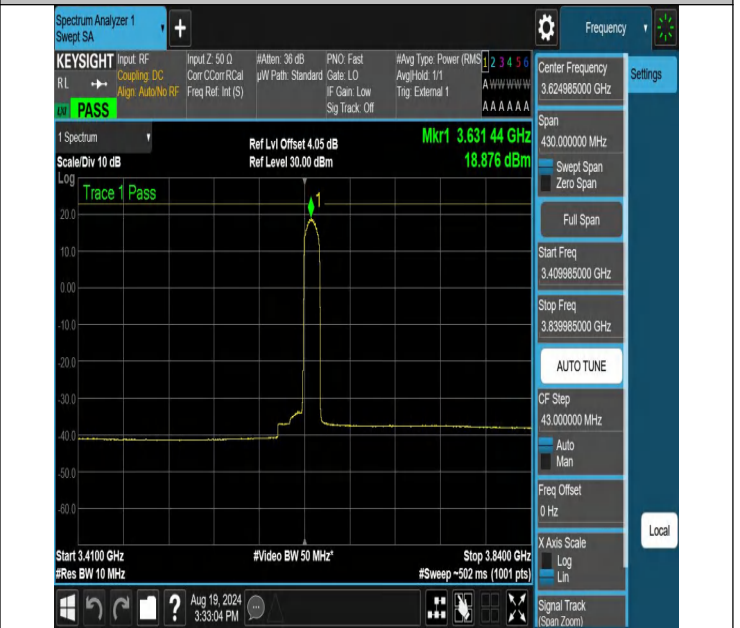 Spectrum Analyzer 1
Swept SA
+
Frequency
KEYSIGHT
Input: RF
Coupling: DC
Align: Auto/No RF
Input Z: 50 Ω
Corr CCorr RCal
Freq Ref: Int (S)
#Atten: 36 dB
µW Path: Standard
PNO: Fast
Gate: LO
IF Gain: Low
Sig Track: Off
#Avg Type: Power (RMS
Avg|Hold: 1/1
Trig: External 1
1 2 3 4 5 6
A W W W W W
A A A A A A
R L
PASS
1 Spectrum
Scale/Div 10 dB
Log
Ref Lvl Offset 4.05 dB
Ref Level 30.00 dBm
Mkr1 3.631 44 GHz
18.876 dBm
Trace 1 Pass
1
20.0
10.0
0.00
-10.0
-20.0
-30.0
-40.0
-50.0
-60.0
Start 3.4100 GHz
#Res BW 10 MHz
#Video BW 50 MHz*
Stop 3.8400 GHz
#Sweep ~502 ms (1001 pts)
Aug 19, 2024
3:33:04 PM
?
Center Frequency
3.624985000 GHz
Settings
Span
430.000000 MHz
Swept Span
Zero Span
Full Span
Start Freq
3.409985000 GHz
Stop Freq
3.839985000 GHz
AUTO TUNE
CF Step
43.000000 MHz
Auto
Man
Freq Offset
0 Hz
Local
X Axis Scale
Log
Lin
Signal Track
(Span Zoom)